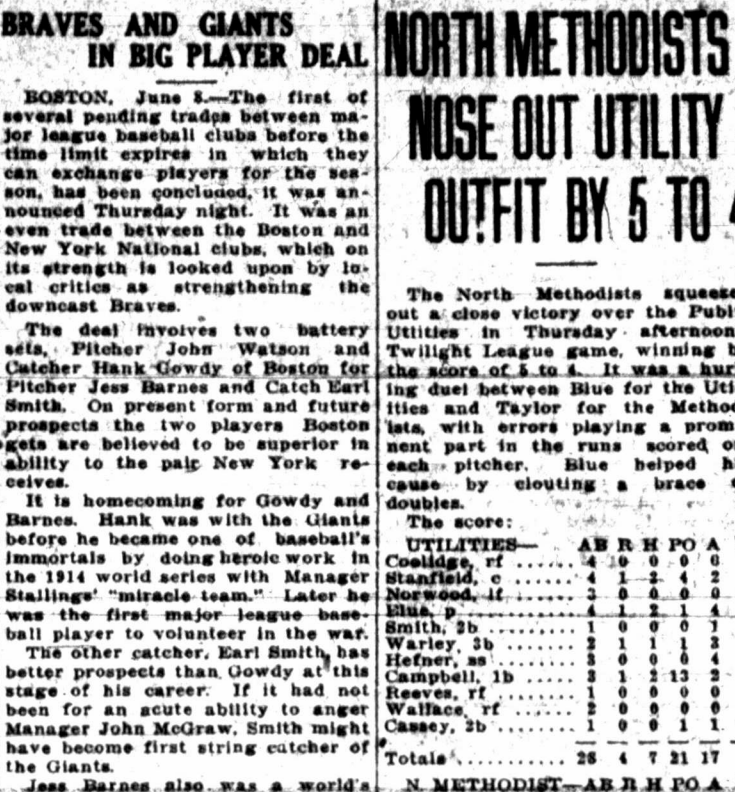 BRAVES AND GIANTS
IN BIG PLAYER DEAL
BOSTON, June 8.—The first of
several pending trades between ma-
jor league baseball clubs before the
time limit expires in which they
can exchange players for the sea-
son, has been concluded, it was an-
nounced Thursday night. It was an
even trade between the Boston and
New York National clubs, which on
its strength is looked upon by lo-
cal critics as strengthening the
downcast Braves.
The deal involves two battery
sets, Pitcher John Watson and
Catcher Hank Gowdy of Boston for
Pitcher Jess Barnes and Catch Earl
Smith. On present form and future
prospects the two players Boston
gets are believed to be superior in
ability to the pair New York re-
ceives.
It is homecoming for Gowdy and
Barnes. Hank was with the Giants
before he became one of baseball's
immortals by doing heroic work in
the 1914 world series with Manager
Stallings' "miracle team." Later he
was the first major league base-
ball player to volunteer in the war.
The other catcher, Earl Smith, has
better prospects than Gowdy at this
stage of his career. If it had not
been for an acute ability to anger
Manager John McGraw, Smith might
have become first string catcher of
the Giants.
Jess Barnes also was a world's
NORTH METHODISTS
NOSE OUT UTILITY
OUTFIT BY 5 TO 4
The North Methodists squeeze
out a close victory over the Publ
Utlities in Thursday afternoon
Twilight League game, winning b
the score of 5 to 4. It was a hur
ing duel between Blue for the Uti
ities and Taylor for the Metho
ists, with errors playing a prom
nent part in the runs scored o
each pitcher. Blue helped h
cause by clouting a brace
doubles.
The score:
UTILITIES— AB R H PO A
Coolidge, rf ...... 4 0 0 0 0
Stanfield, c ...... 4 1 2 4 2
Norwood, lf ...... 3 0 0 0 0
Blue, p ........... 4 1 2 1 4
Smith, 2b ......... 1 0 0 0 1
Warley, 3b ........ 2 1 1 1 3
Hefner, ss ........ 3 0 0 0 4
Campbell, 1b ...... 3 1 2 13 2
Reeves, rf ........ 1 0 0 0 0
Wallace, rf ....... 2 0 0 0 0
Cassey, 2b ........ 1 0 0 1 1
Totals ........... 28 4 7 21 17
N. METHODIST—AB R H PO A